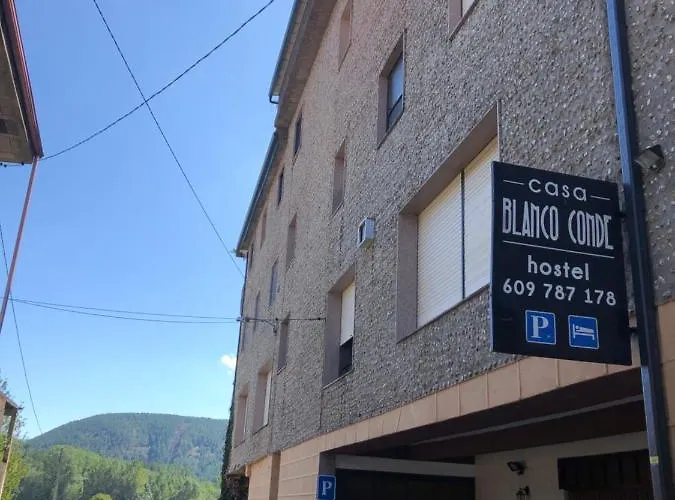 casa
BLANCO CONDE
hostel
609 787 178
P
P